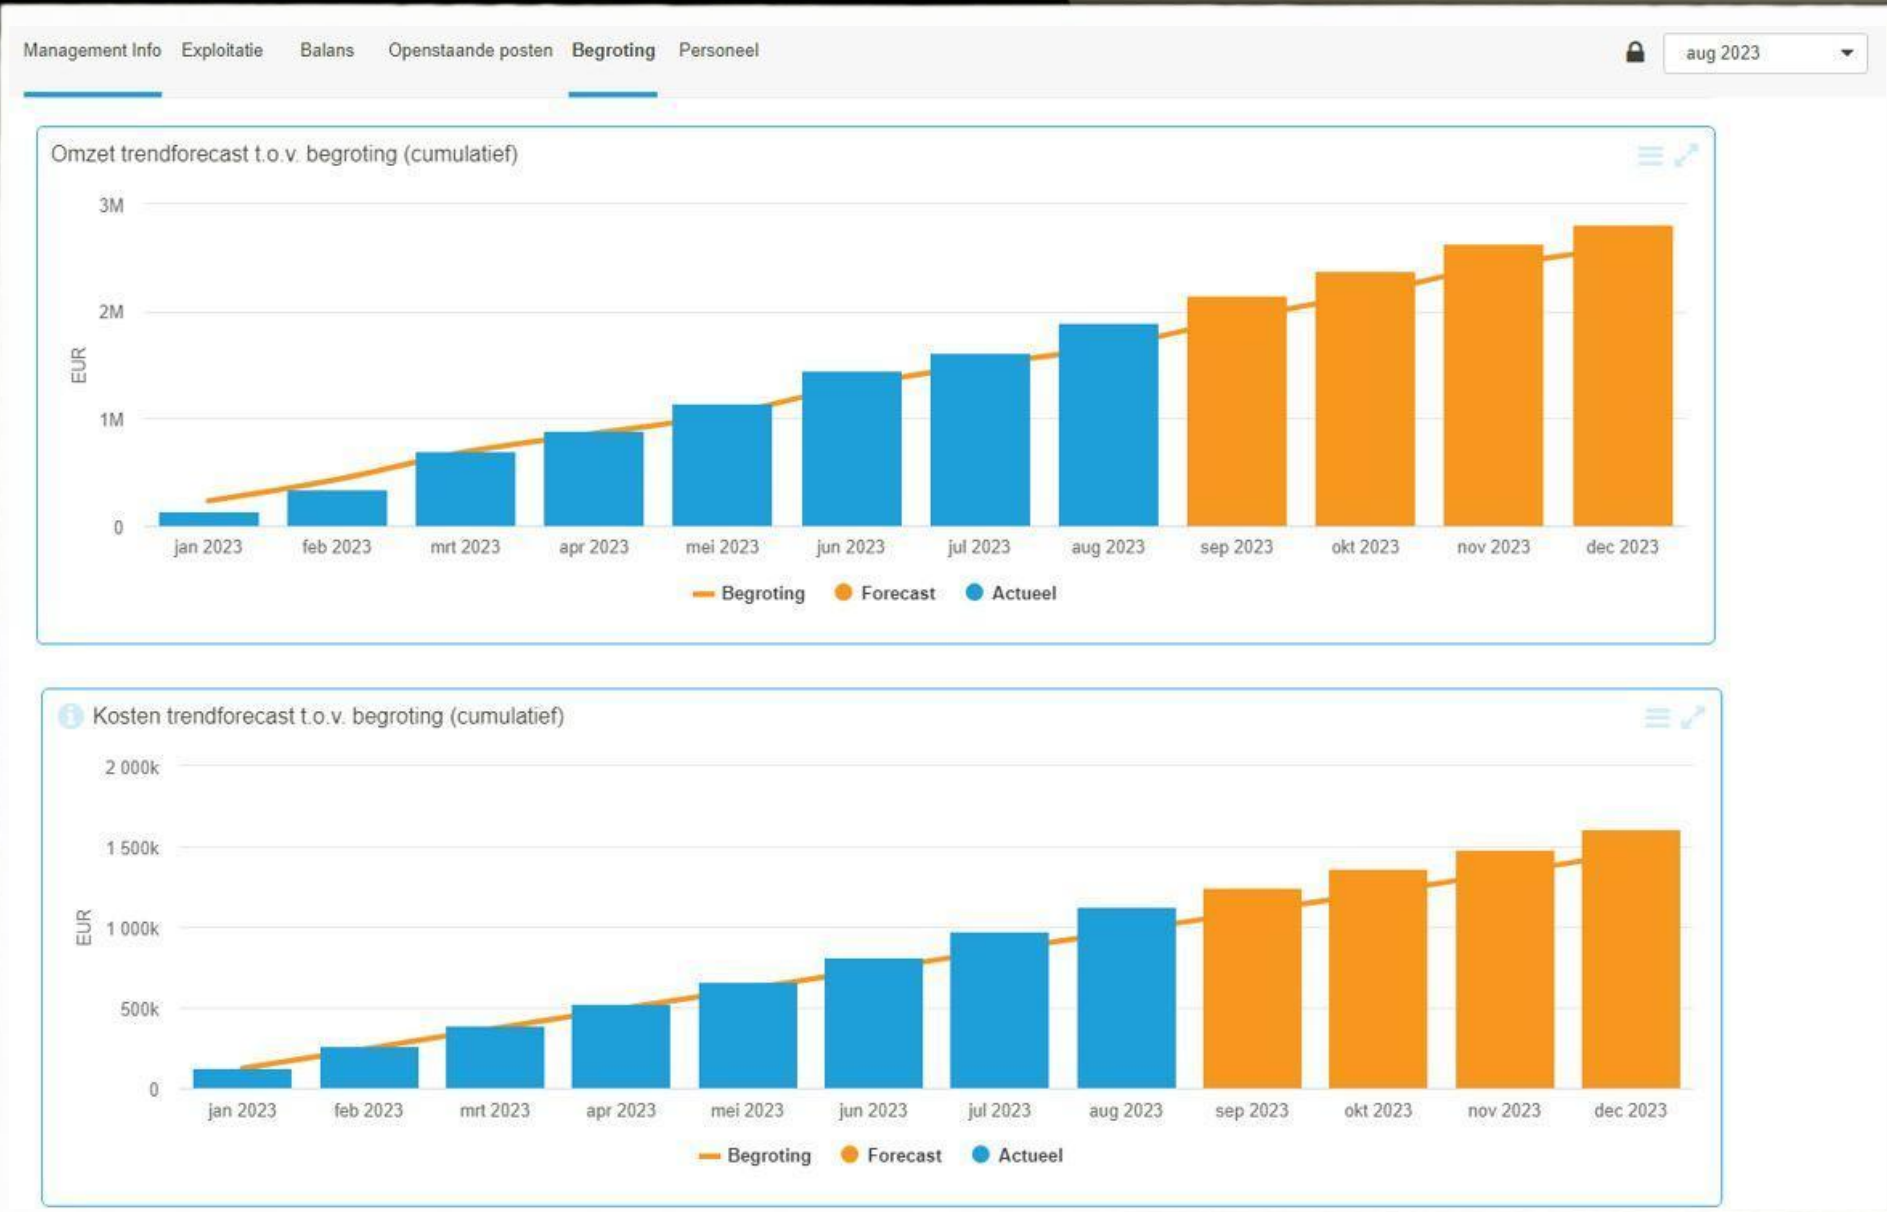 Management Info Exploitatie Balans Openstaande posten Begroting Personeel aug 2023
Omzet trendforecast t.o.v. begroting (cumulatief)
3M
2M
1M
0
EUR
jan 2023 feb 2023 mrt 2023 apr 2023 mei 2023 jun 2023 jul 2023 aug 2023 sep 2023 okt 2023 nov 2023 dec 2023
Begroting Forecast Actueel
Kosten trendforecast t.o.v. begroting (cumulatief)
2 000k
1 500k
1 000k
500k
0
EUR
jan 2023 feb 2023 mrt 2023 apr 2023 mei 2023 jun 2023 jul 2023 aug 2023 sep 2023 okt 2023 nov 2023 dec 2023
Begroting Forecast Actueel